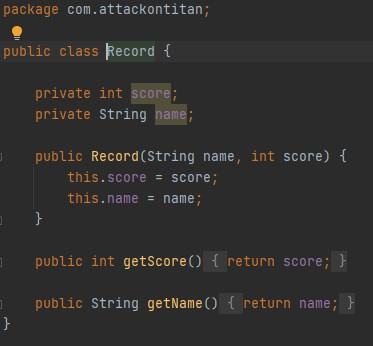 package com.attackontitan;
public class Record {
private int score;
private String name;
public Record(String name, int score) {
this.score = score;
this.name = name;
}
public int getScore() { return score; }
public String getName() { return name; }
}